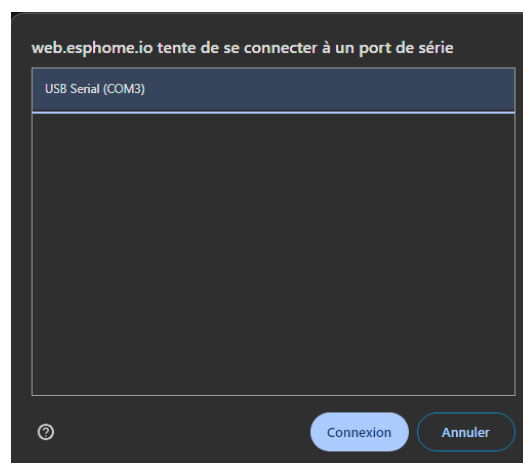 web.esphome.io tente de se connecter à un port de série
USB Serial (COM3)
Connexion
Annuler